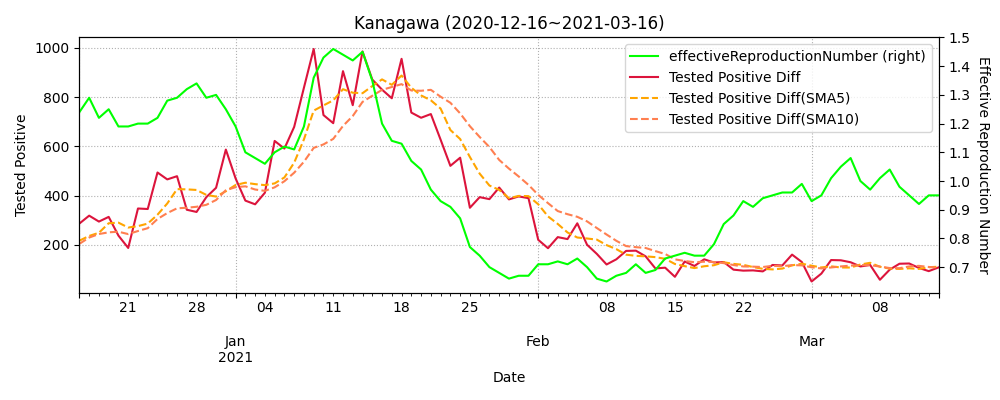 Kanagawa (2020-12-16~2021-03-16)
effectiveReproductionNumber (right)
Tested Positive Diff
Tested Positive Diff(SMA5)
Tested Positive Diff(SMA10)
Tested Positive
1000
800
600
400
200
1.5
1.4
1.3
1.2
1.1
1.0
0.9
0.8
0.7
Effective Reproduction Number
21 28 04 11 18 25 08 15 22 08
Jan Feb Mar
2021
Date